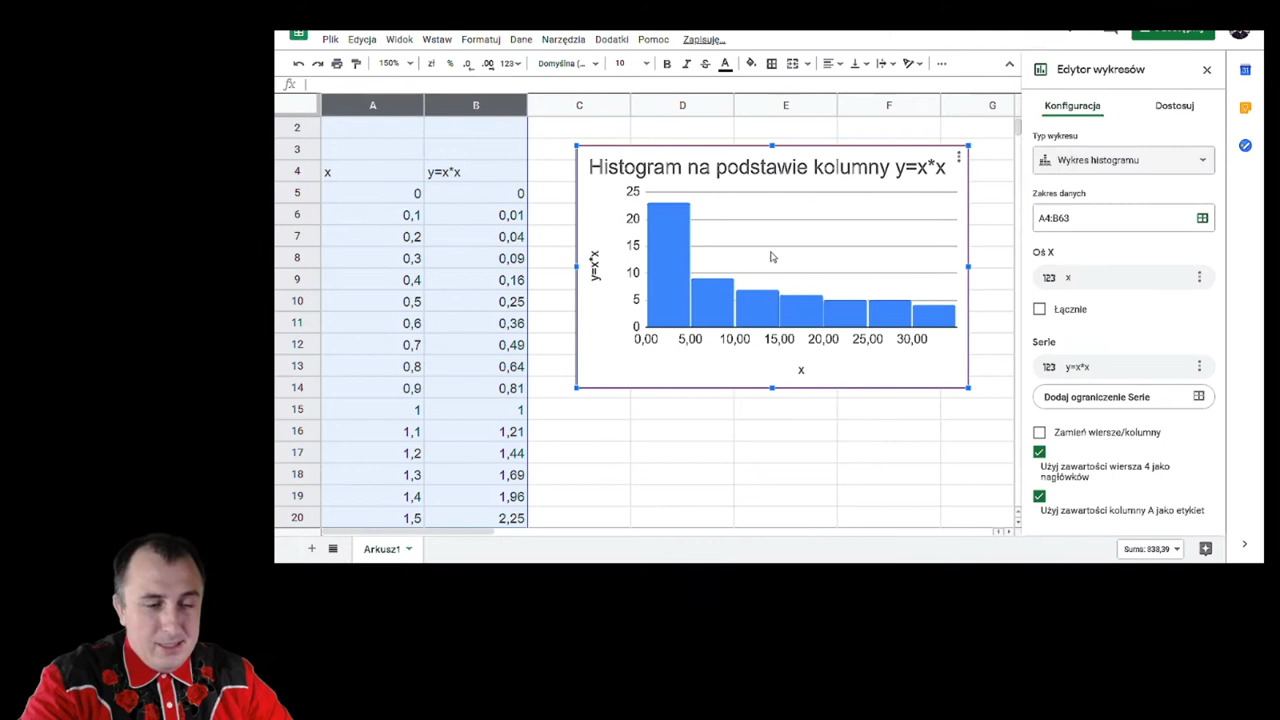 Plik Edycja Widok Wstaw Formatuj Dane Narzędzia Dodatki Pomoc Zapisuję...
150% zł % .0 .00 123 Domyślna (... 10 B I S A
fx
A B C D E F G
2
3
4 x y=x*x
5 0 0
6 0,1 0,01
7 0,2 0,04
8 0,3 0,09
9 0,4 0,16
10 0,5 0,25
11 0,6 0,36
12 0,7 0,49
13 0,8 0,64
14 0,9 0,81
15 1 1
16 1,1 1,21
17 1,2 1,44
18 1,3 1,69
19 1,4 1,96
20 1,5 2,25
Histogram na podstawie kolumny y=x*x
25
20
15
10
5
0
y=x*x
0,00 5,00 10,00 15,00 20,00 25,00 30,00
x
Edytor wykresów
Konfiguracja Dostosuj
Typ wykresu
Wykres histogramu
Zakres danych
A4:B63
Oś X
123 x
Łącznie
Serie
123 y=x*x
Dodaj ograniczenie Serie
Zamień wiersze/kolumny
Użyj zawartości wiersza 4 jako
nagłówków
Użyj zawartości kolumny A jako etykiet
Arkusz1
Suma: 838,39